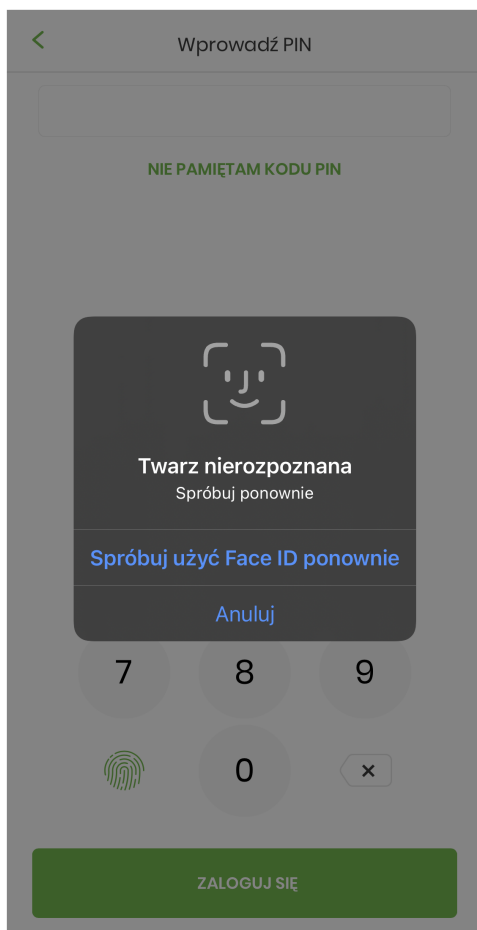 Wprowadź PIN
NIE PAMIĘTAM KODU PIN
Twarz nierozpoznana
Spróbuj ponownie
Spróbuj użyć Face ID ponownie
Anuluj
7 8 9
0
ZALOGUJ SIĘ